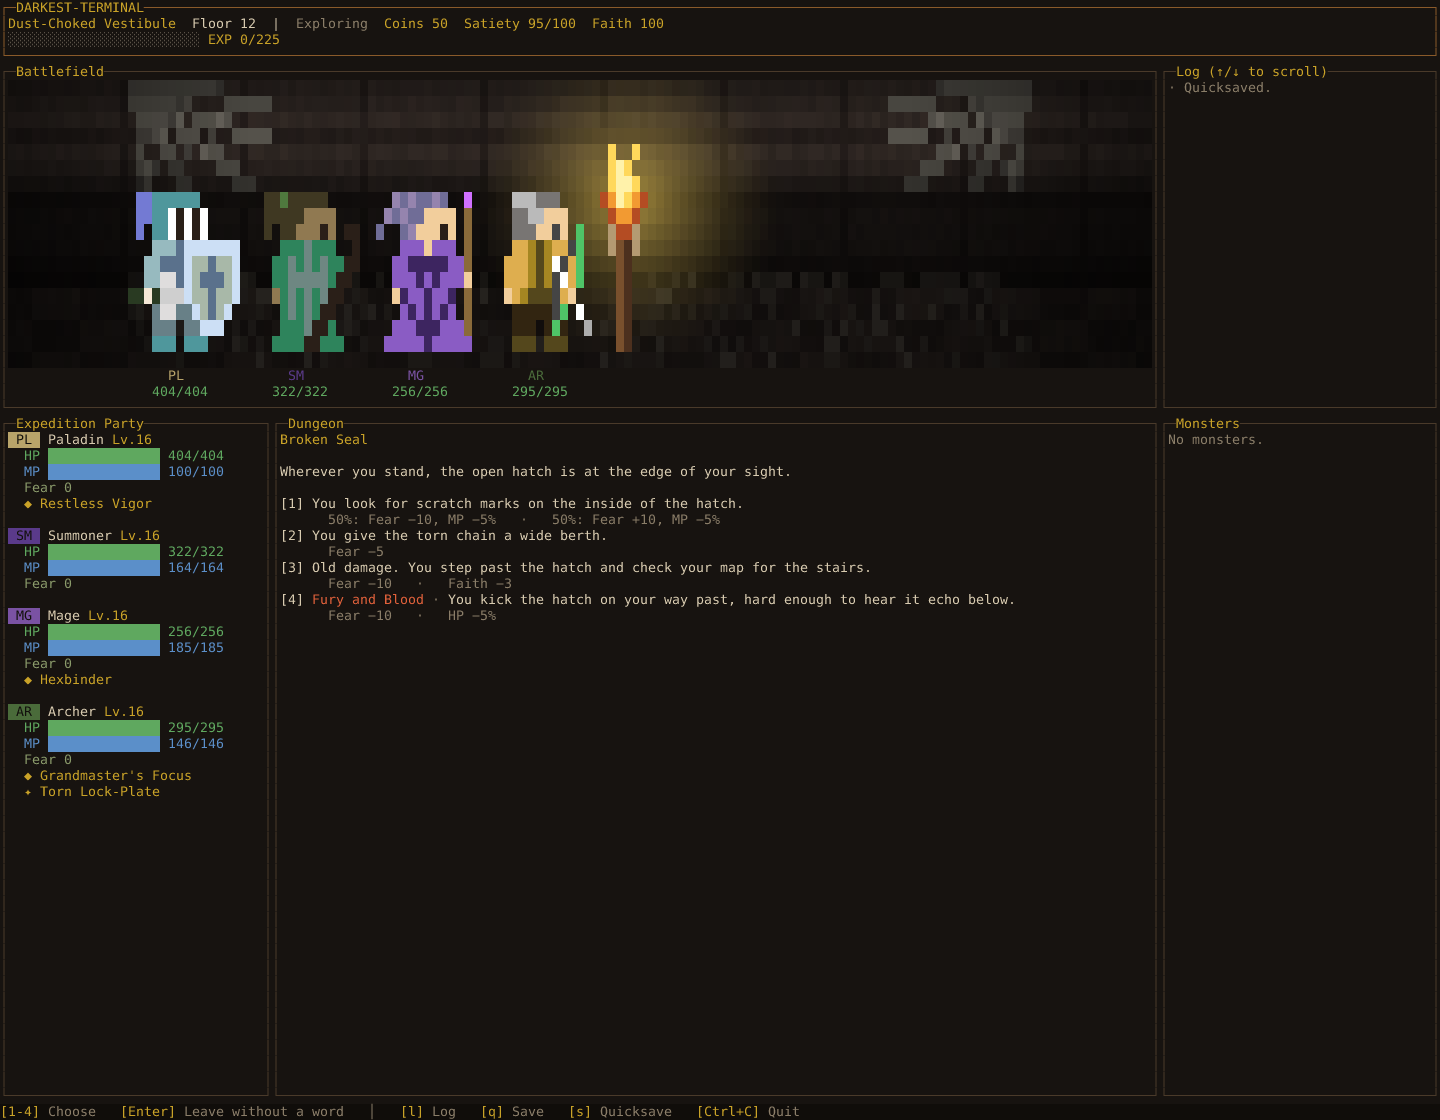 DARKEST-TERMINAL
Dust-Choked Vestibule Floor 12 | Exploring Coins 50 Satiety 95/100 Faith 100
EXP 0/225
Battlefield
PL SM MG AR
404/404 322/322 256/256 295/295
Log (↑/↓ to scroll)
· Quicksaved.
Expedition Party
PL Paladin Lv.16
HP 404/404
MP 100/100
Fear 0
◆ Restless Vigor
SM Summoner Lv.16
HP 322/322
MP 164/164
Fear 0
MG Mage Lv.16
HP 256/256
MP 185/185
Fear 0
◆ Hexbinder
AR Archer Lv.16
HP 295/295
MP 146/146
Fear 0
◆ Grandmaster's Focus
✦ Torn Lock-Plate
Dungeon
Broken Seal
Wherever you stand, the open hatch is at the edge of your sight.
[1] You look for scratch marks on the inside of the hatch.
50%: Fear −10, MP −5% · 50%: Fear +10, MP −5%
[2] You give the torn chain a wide berth.
Fear −5
[3] Old damage. You step past the hatch and check your map for the stairs.
Fear −10 · Faith −3
[4] Fury and Blood · You kick the hatch on your way past, hard enough to hear it echo below.
Fear −10 · HP −5%
Monsters
No monsters.
[1-4] Choose [Enter] Leave without a word | [l] Log [q] Save [s] Quicksave [Ctrl+C] Quit